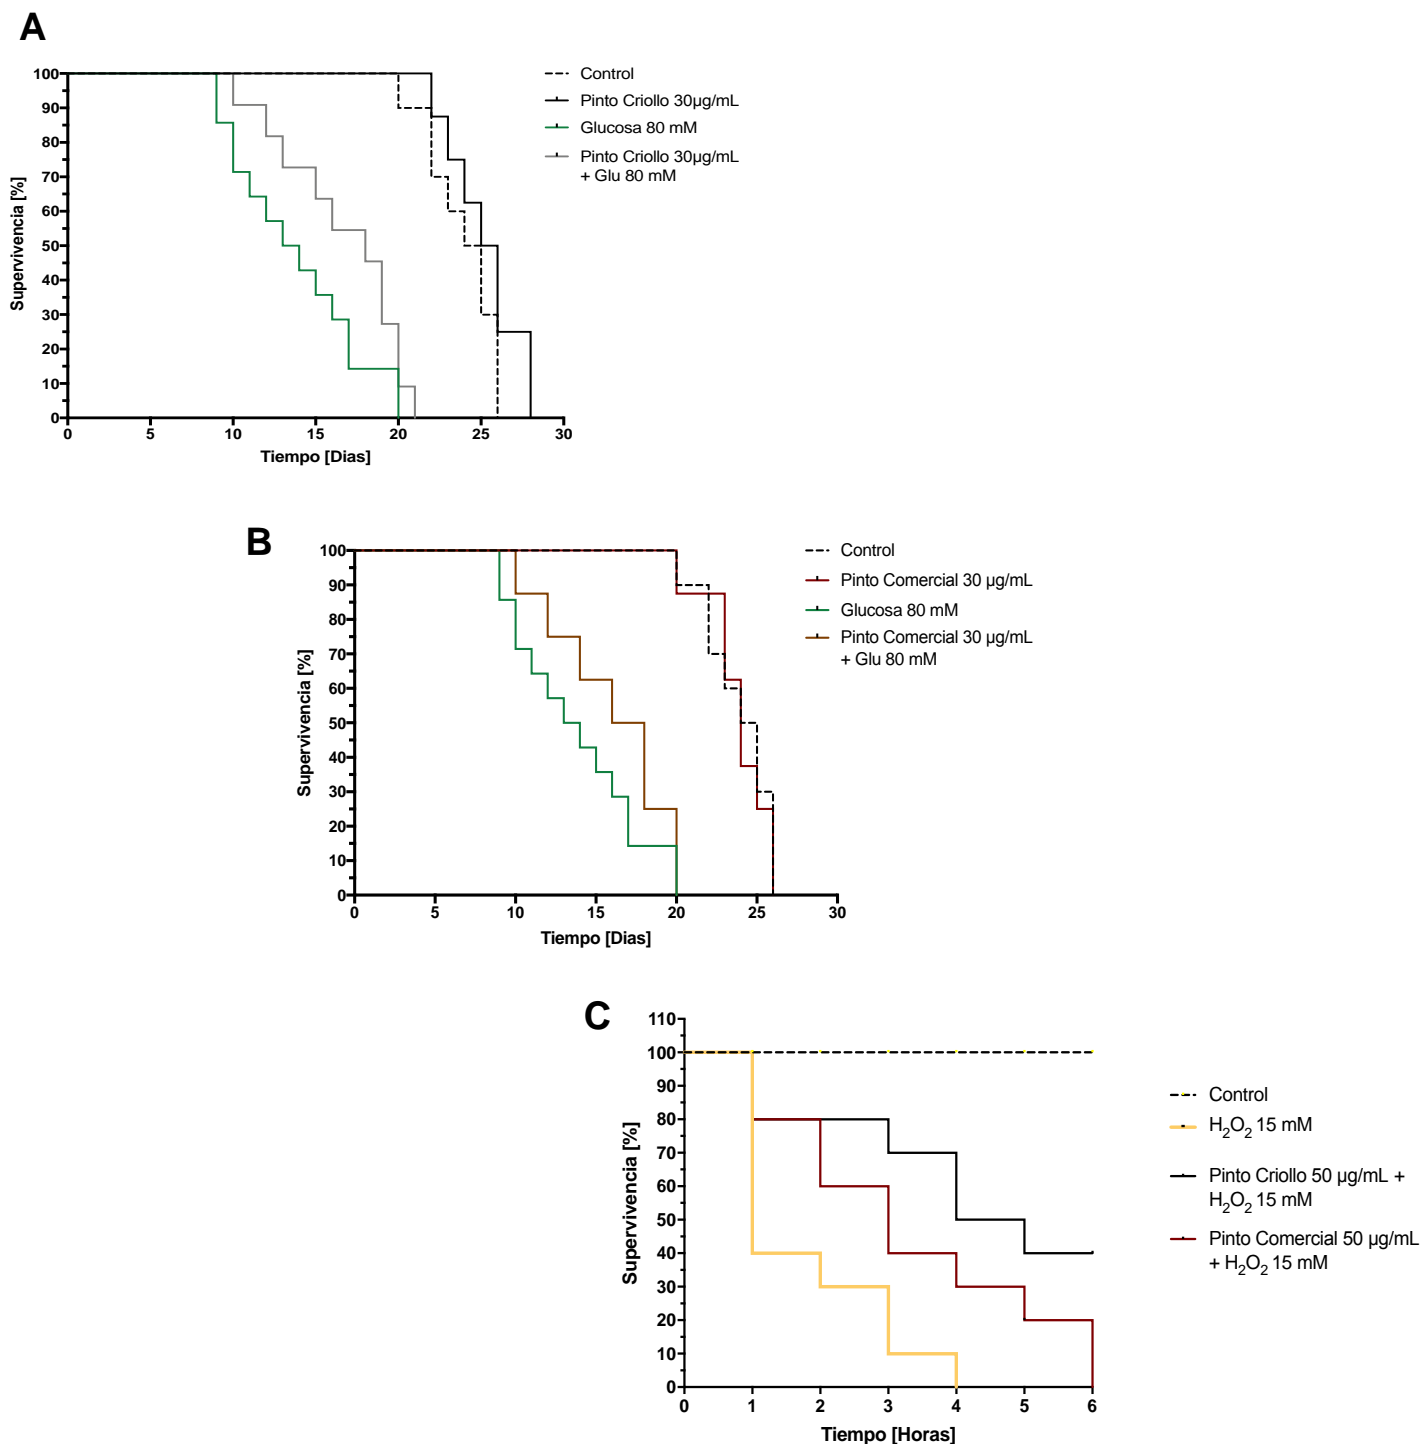 A
Control
Pinto Criollo 30µg/mL
Glucosa 80 mM
Pinto Criollo 30µg/mL
+ Glu 80 mM
Supervivencia [%]
100
90
80
70
60
50
40
30
20
10
0
0 5 10 15 20 25 30
Tiempo [Dias]
B
Control
Pinto Comercial 30 µg/mL
Glucosa 80 mM
Pinto Comercial 30 µg/mL
+ Glu 80 mM
Supervivencia [%]
100
90
80
70
60
50
40
30
20
10
0
0 5 10 15 20 25 30
Tiempo [Dias]
C
Control
H₂O₂ 15 mM
Pinto Criollo 50 µg/mL +
H₂O₂ 15 mM
Pinto Comercial 50 µg/mL
+ H₂O₂ 15 mM
Supervivencia [%]
110
100
90
80
70
60
50
40
30
20
10
0
0 1 2 3 4 5 6
Tiempo [Horas]